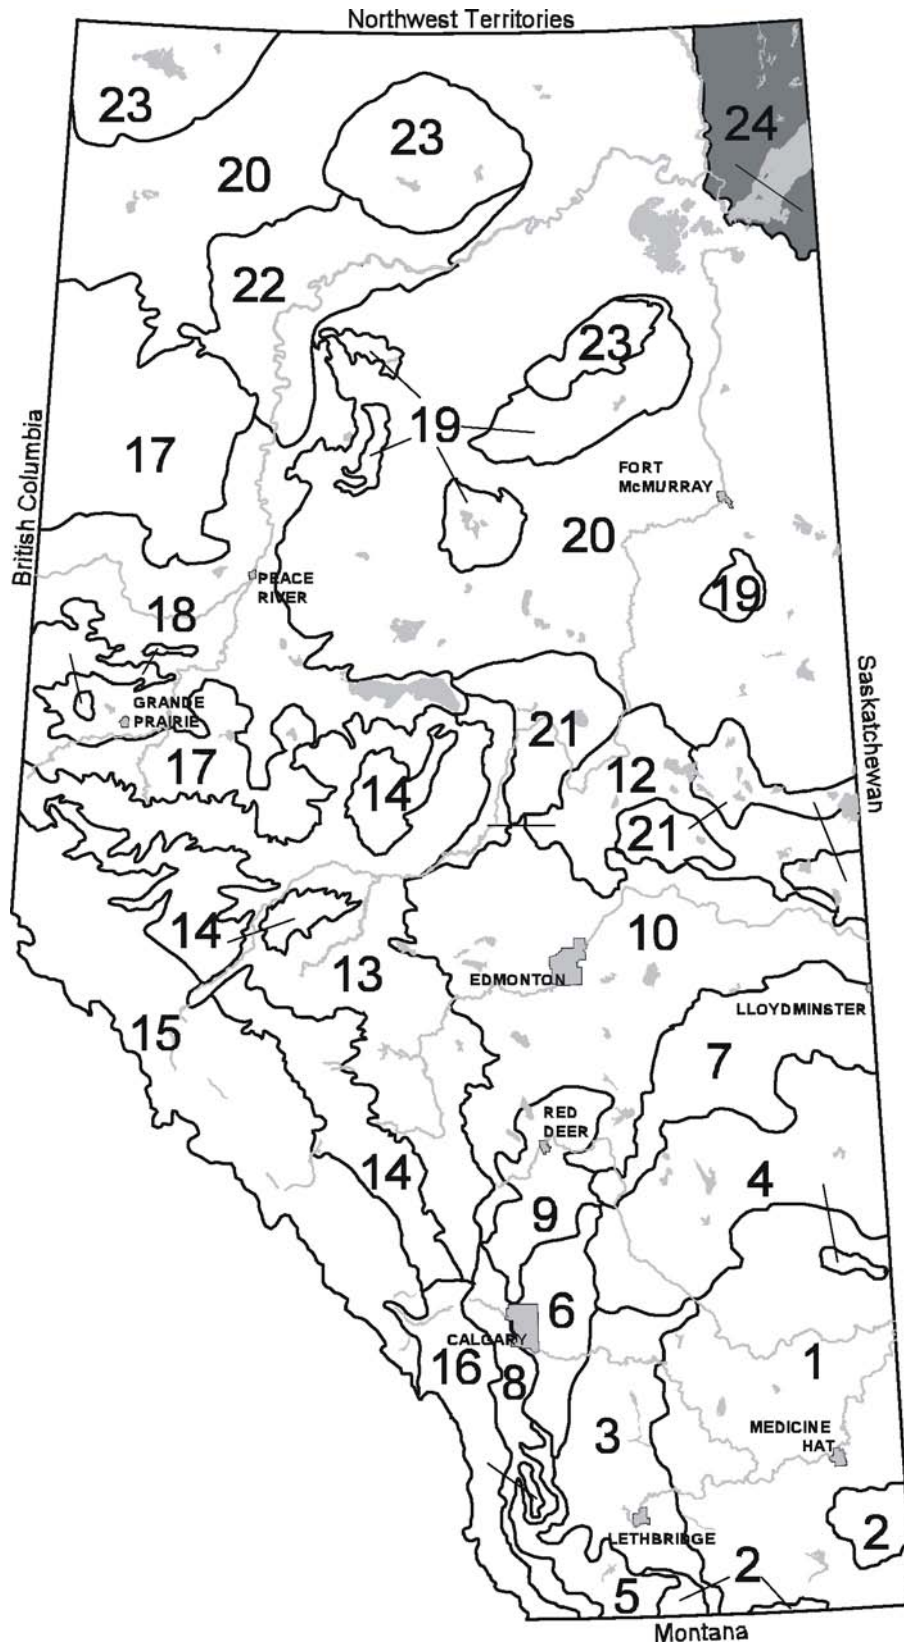 Northwest Territories
23
23
24
20
22
23
British Columbia
19
17
FORT
McMURRAY
20
PEACE
RIVER
19
18
Saskatchewan
GRANDE
PRAIRIE
21
17
12
14
21
14
10
13
EDMONTON
LLOYDMINSTER
15
7
RED
DEER
14
4
9
6
CALGARY
16
8
1
3
MEDICINE
HAT
LETHBRIDGE
2
2
5
Montana